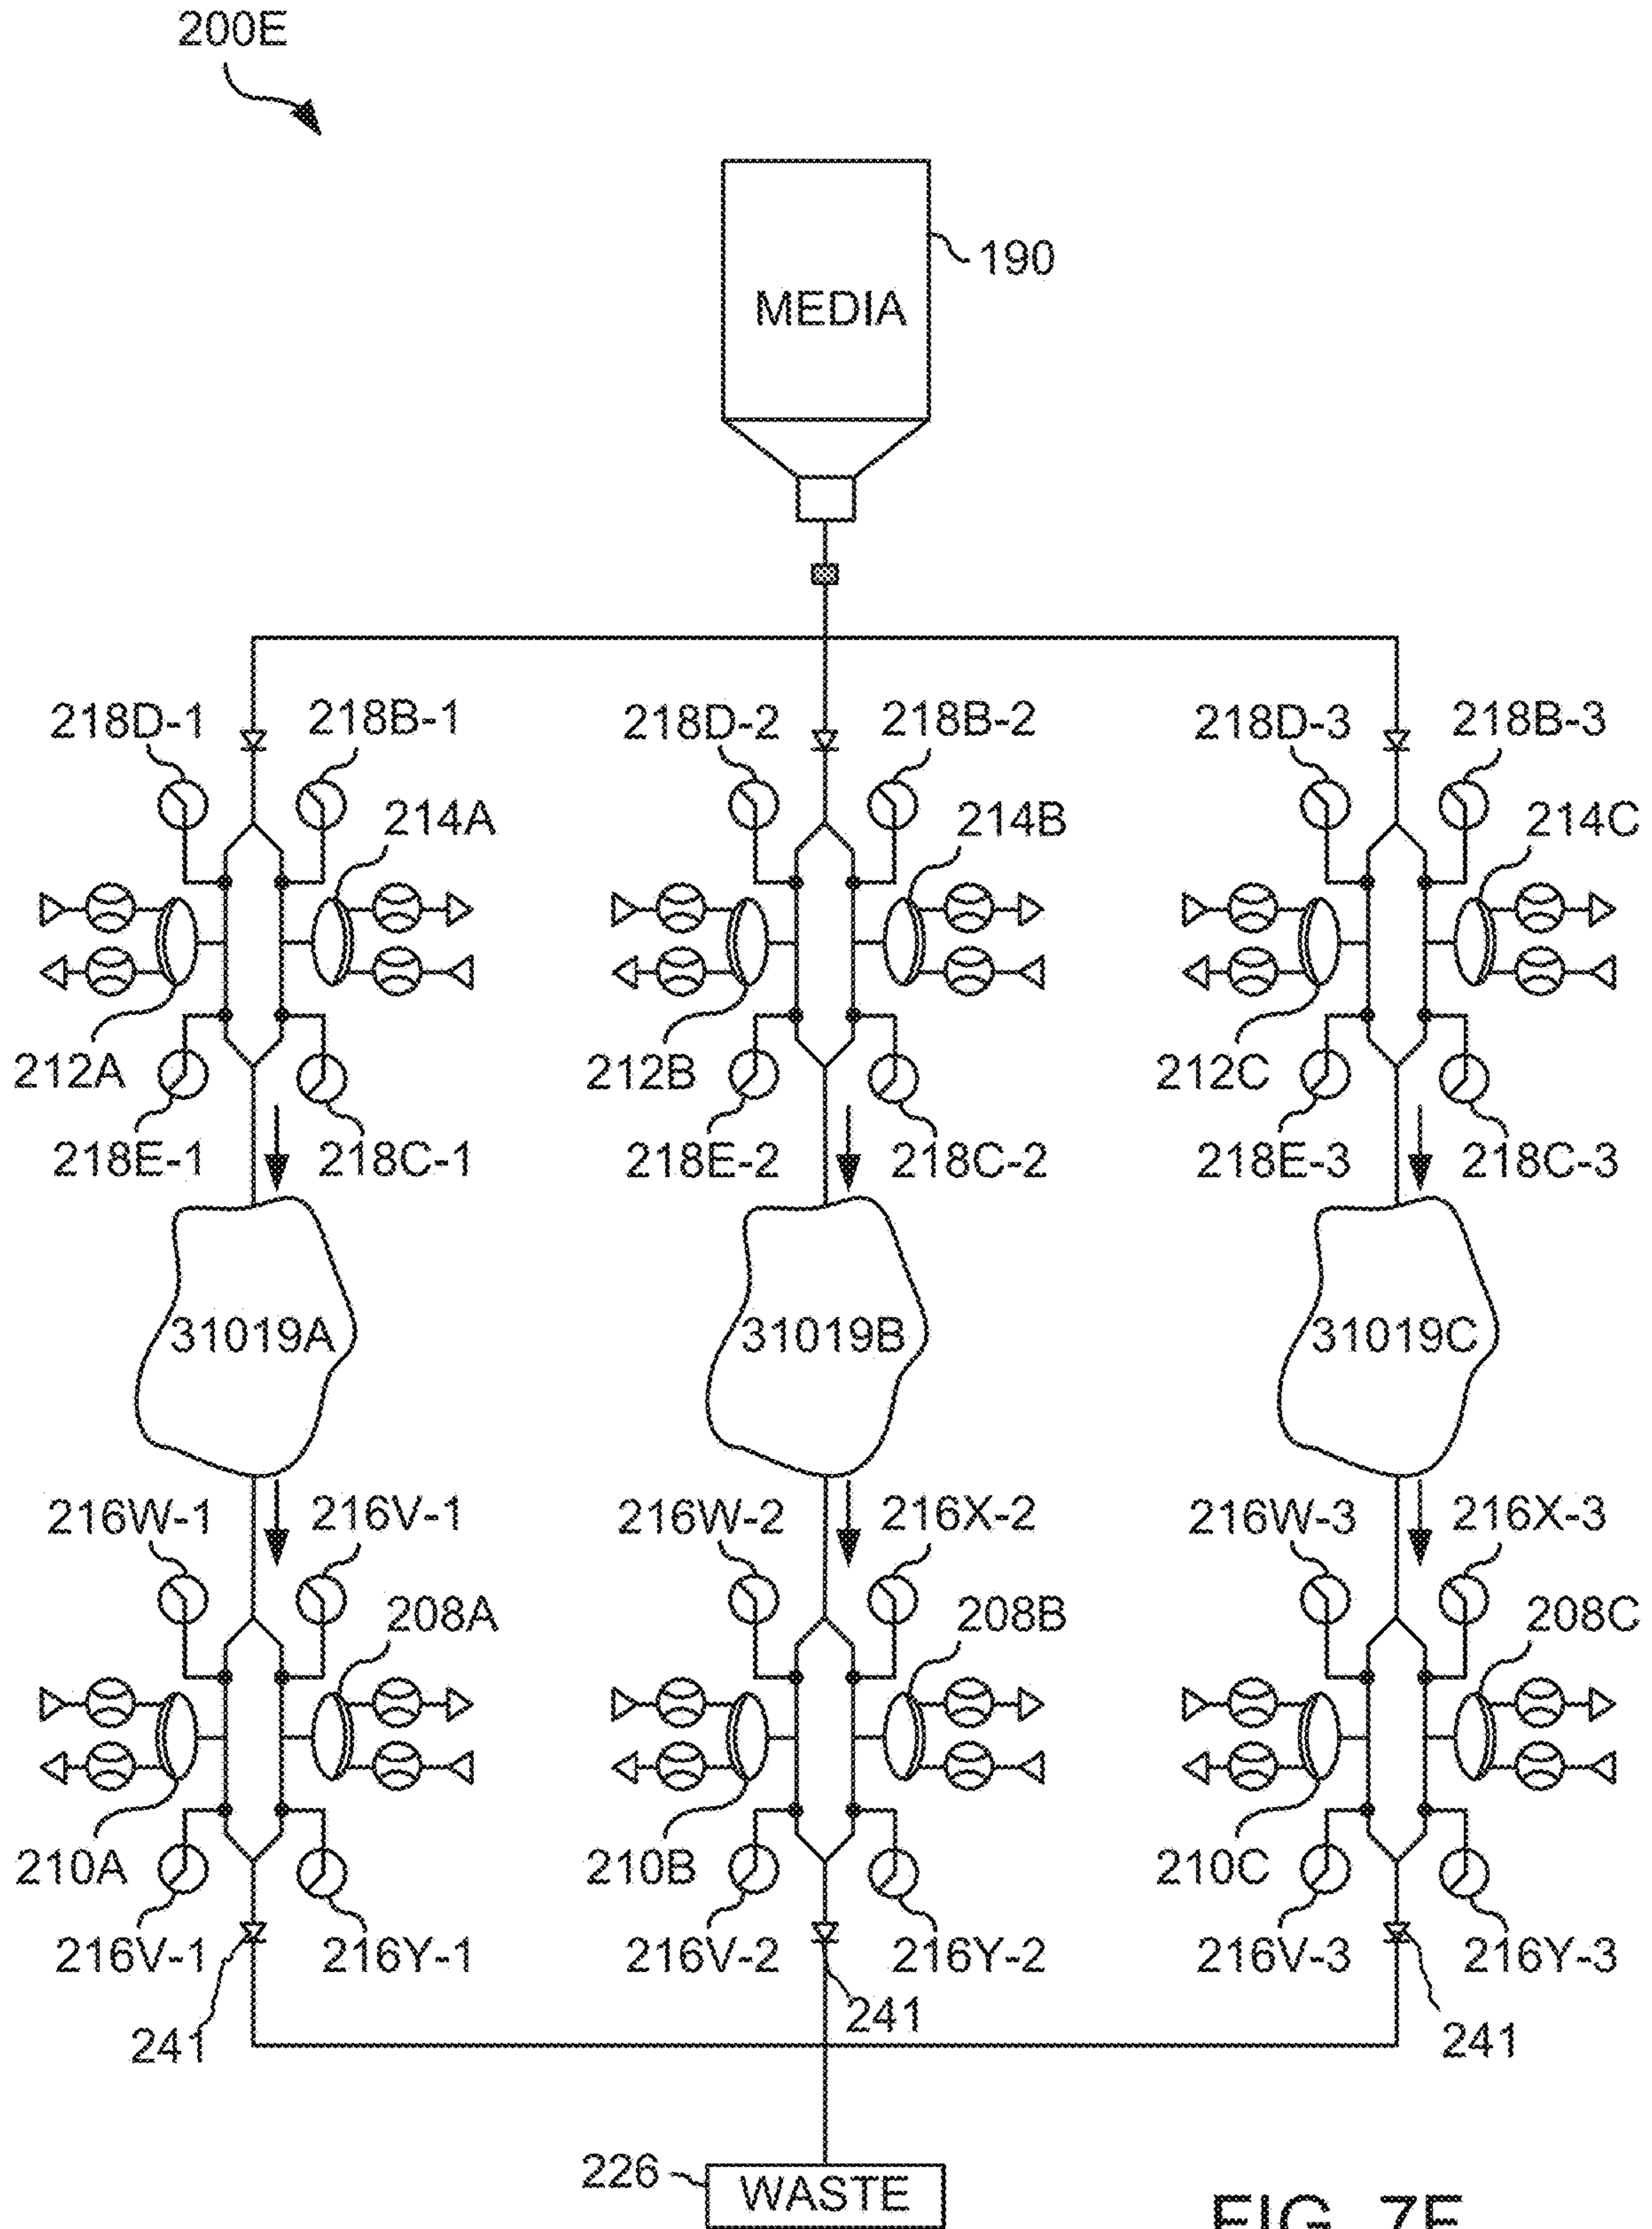 200E
MEDIA
190
218D-1 218B-1 218D-2 218B-2 218D-3 218B-3
214A 214B 214C
212A 212B 212C
218E-1 218C-1 218E-2 218C-2 218E-3 218C-3
31019A 31019B 31019C
216W-1 216V-1 216W-2 216X-2 216W-3 216X-3
208A 208B 208C
210A 210B 210C
216V-1 216Y-1 216V-2 216Y-2 216V-3 216Y-3
241 241 241
226 WASTE